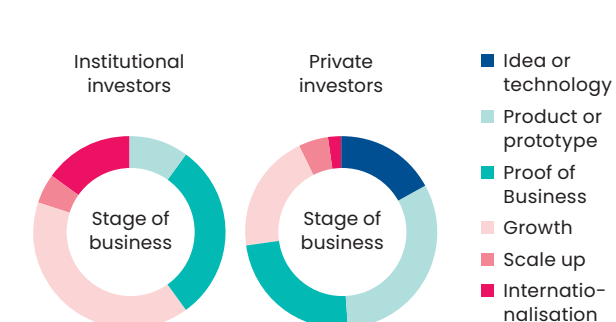 Institutional
investors
Private
investors
Stage of
business
Stage of
business
Idea or
technology
Product or
prototype
Proof of
Business
Growth
Scale up
Internatio-
nalisation